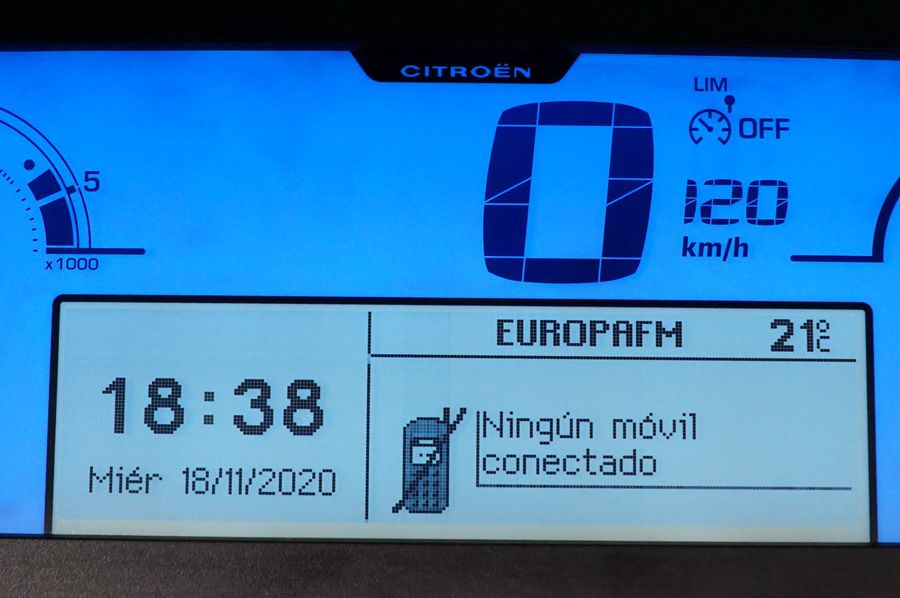 CITROËN
LIM
OFF
0
5
120
km/h
x1000
EUROPAFM 21°C
18:38
Miér 18/11/2020
Ningún móvil
conectado